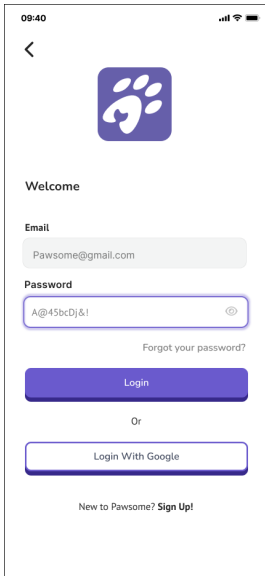 09:40
Welcome
Email
Pawsome@gmail.com
Password
A@45bcDj&!
Forgot your password?
Login
Or
Login With Google
New to Pawsome? Sign Up!